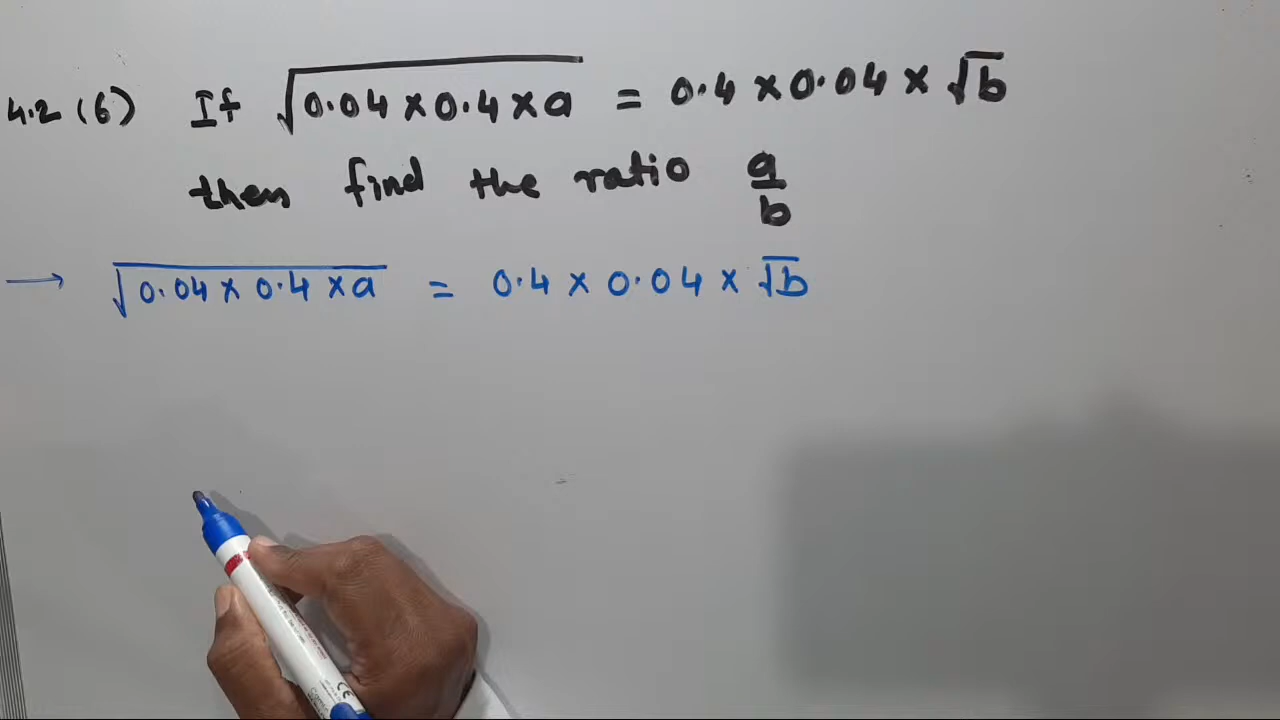 4.2 (6) If √0.04 × 0.4 × a = 0.4 × 0.04 × √b
then find the ratio a/b
→ √0.04 × 0.4 × a = 0.4 × 0.04 × √b